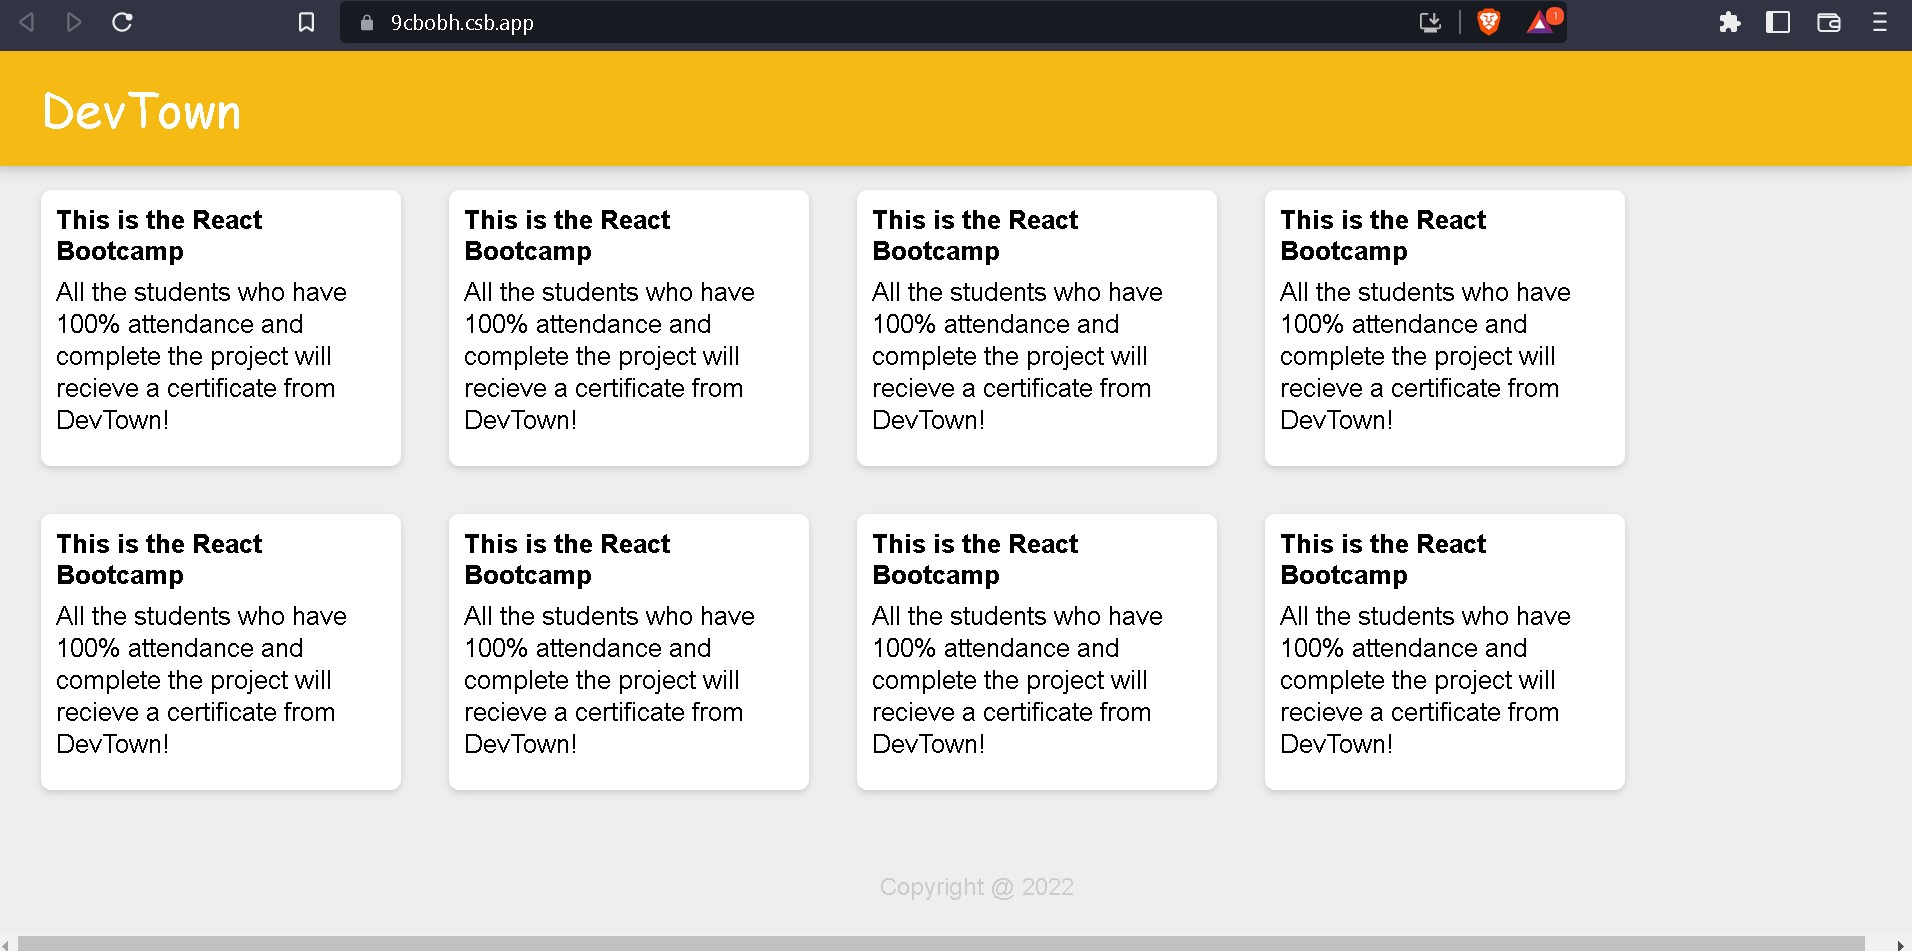 9cbobh.csb.app
1
DevTown
This is the React
Bootcamp
All the students who have
100% attendance and
complete the project will
recieve a certificate from
DevTown!
This is the React
Bootcamp
All the students who have
100% attendance and
complete the project will
recieve a certificate from
DevTown!
This is the React
Bootcamp
All the students who have
100% attendance and
complete the project will
recieve a certificate from
DevTown!
This is the React
Bootcamp
All the students who have
100% attendance and
complete the project will
recieve a certificate from
DevTown!
This is the React
Bootcamp
All the students who have
100% attendance and
complete the project will
recieve a certificate from
DevTown!
This is the React
Bootcamp
All the students who have
100% attendance and
complete the project will
recieve a certificate from
DevTown!
This is the React
Bootcamp
All the students who have
100% attendance and
complete the project will
recieve a certificate from
DevTown!
This is the React
Bootcamp
All the students who have
100% attendance and
complete the project will
recieve a certificate from
DevTown!
Copyright @ 2022